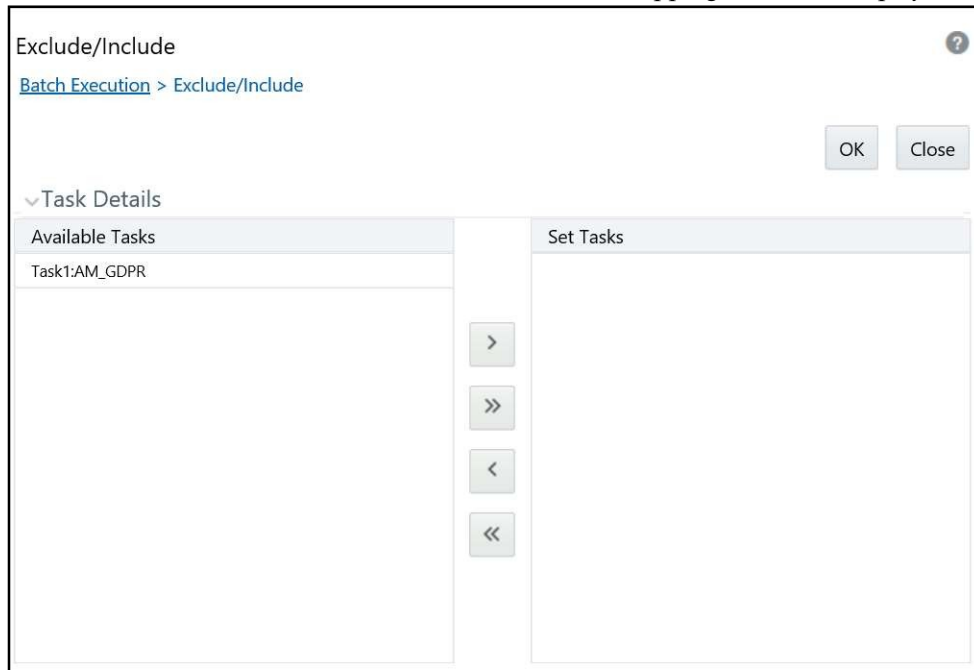 Exclude/Include
Batch Execution > Exclude/Include
OK Close
Task Details
Available Tasks Set Tasks
Task1:AM_GDPR
>
»
<
«